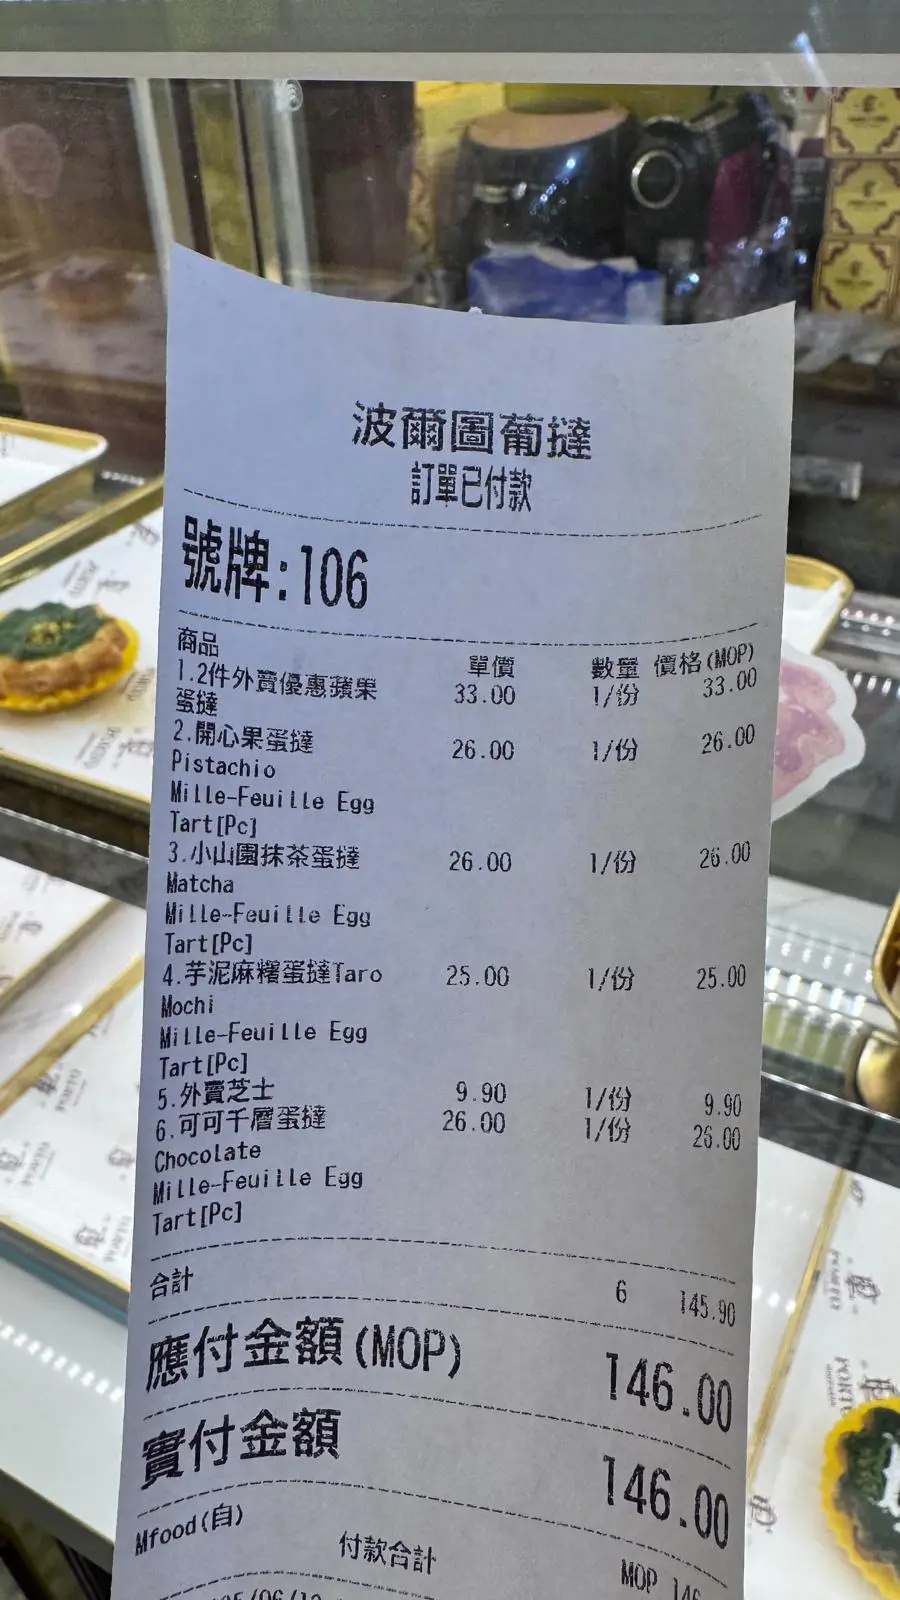 波爾圖葡撻
訂單已付款
號牌:106
商品 單價 數量 價格(MOP)
1.2件外賣優惠蘋果 33.00 1/份 33.00
蛋撻
2.開心果蛋撻 26.00 1/份 26.00
Pistachio
Mille-Feuille Egg
Tart[Pc]
3.小山園抹茶蛋撻 26.00 1/份 26.00
Matcha
Mille-Feuille Egg
Tart[Pc]
4.芋泥麻糬蛋撻Taro 25.00 1/份 25.00
Mochi
Mille-Feuille Egg
Tart[Pc]
5.外賣芝士 9.90 1/份 9.90
6.可可千層蛋撻 26.00 1/份 26.00
Chocolate
Mille-Feuille Egg
Tart[Pc]
合計 6 145.90
應付金額(MOP) 146.00
實付金額 146.00
Mfood(自)
付款合計 MOP 146